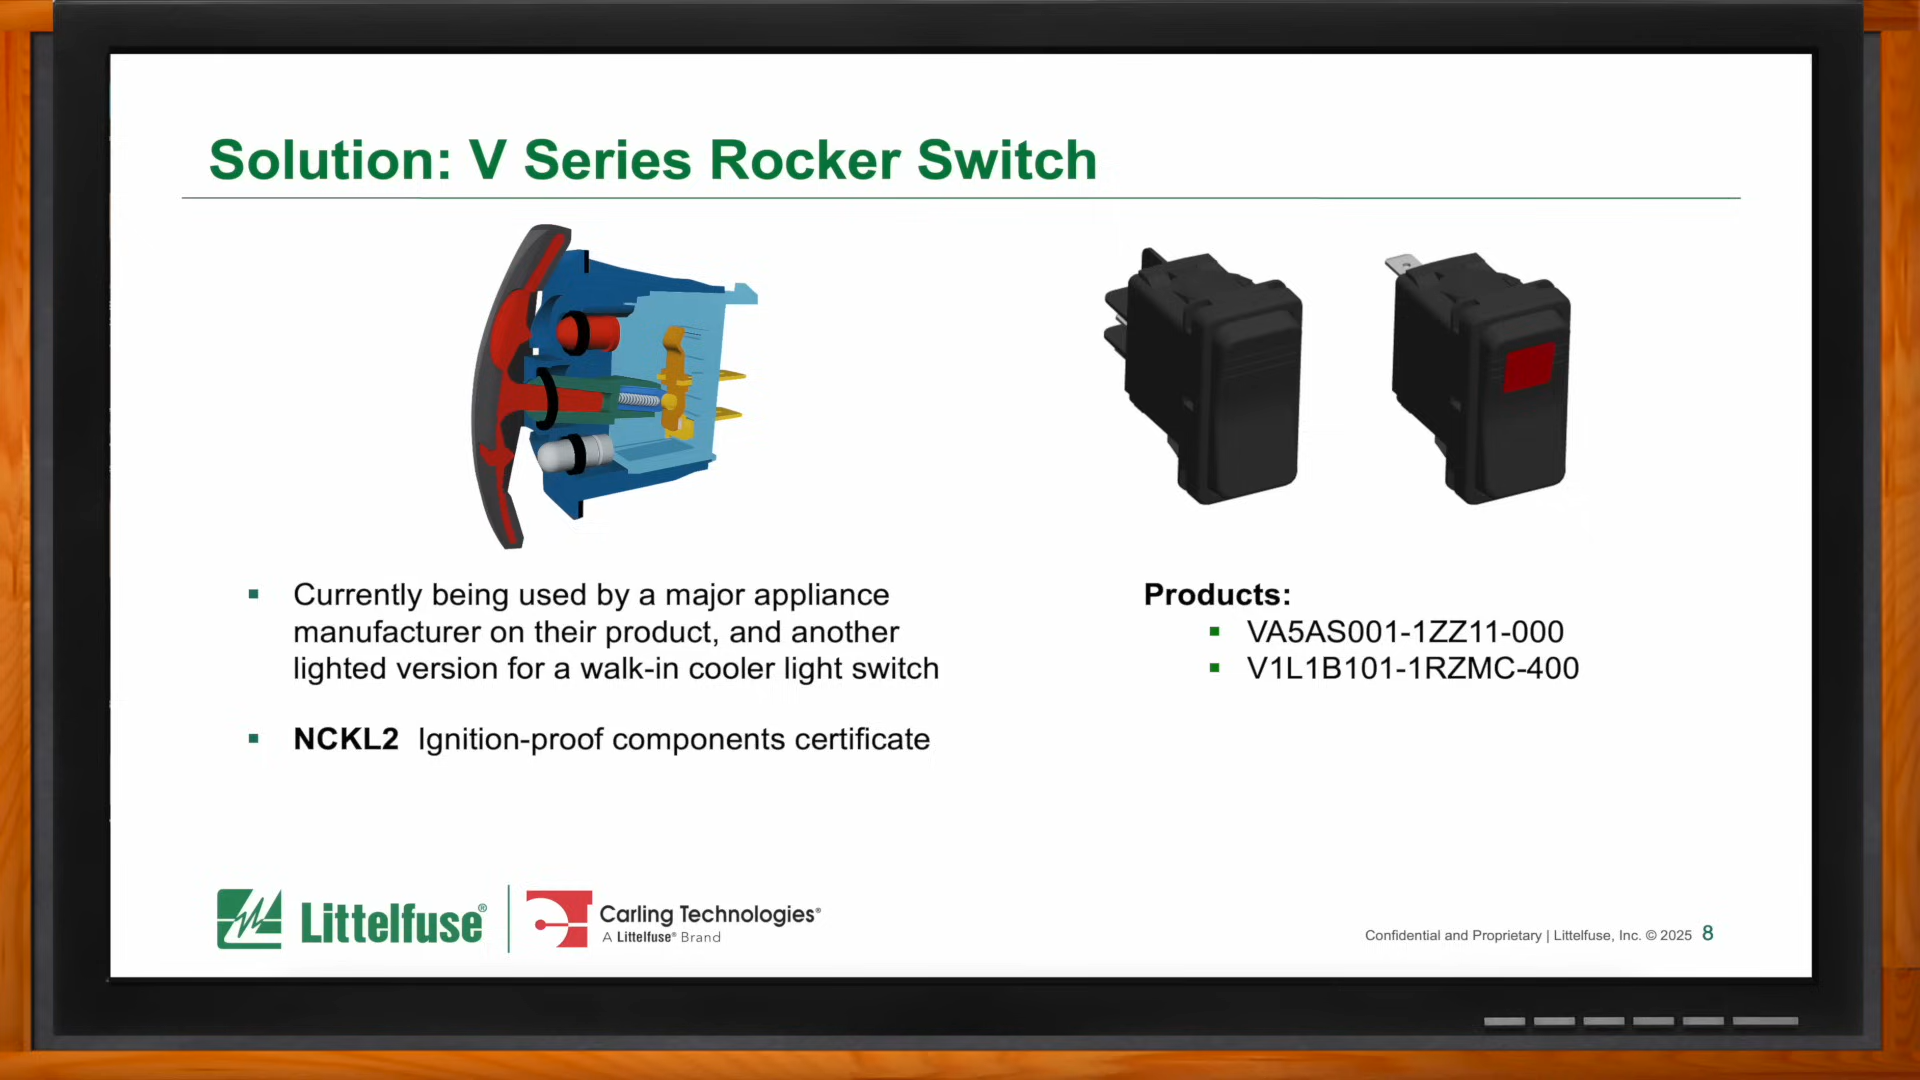 Solution: V Series Rocker Switch
▪ Currently being used by a major appliance
manufacturer on their product, and another
lighted version for a walk-in cooler light switch
▪ NCKL2 Ignition-proof components certificate
Products:
▪ VA5AS001-1ZZ11-000
▪ V1L1B101-1RZMC-400
Littelfuse®
Carling Technologies®
A Littelfuse® Brand
Confidential and Proprietary | Littelfuse, Inc. © 2025 8